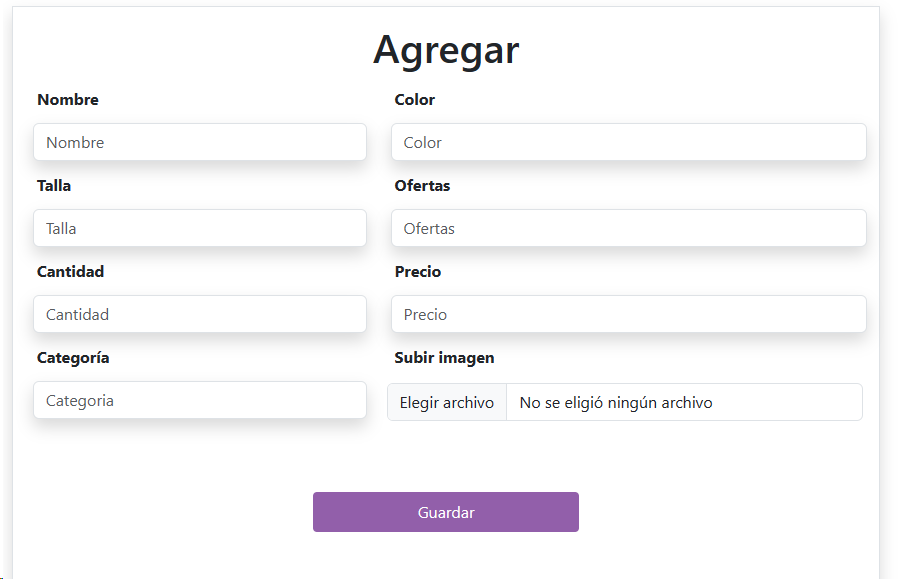 Agregar
Nombre Color
Nombre Color
Talla Ofertas
Talla Ofertas
Cantidad Precio
Cantidad Precio
Categoría Subir imagen
Categoria Elegir archivo No se eligió ningún archivo
Guardar